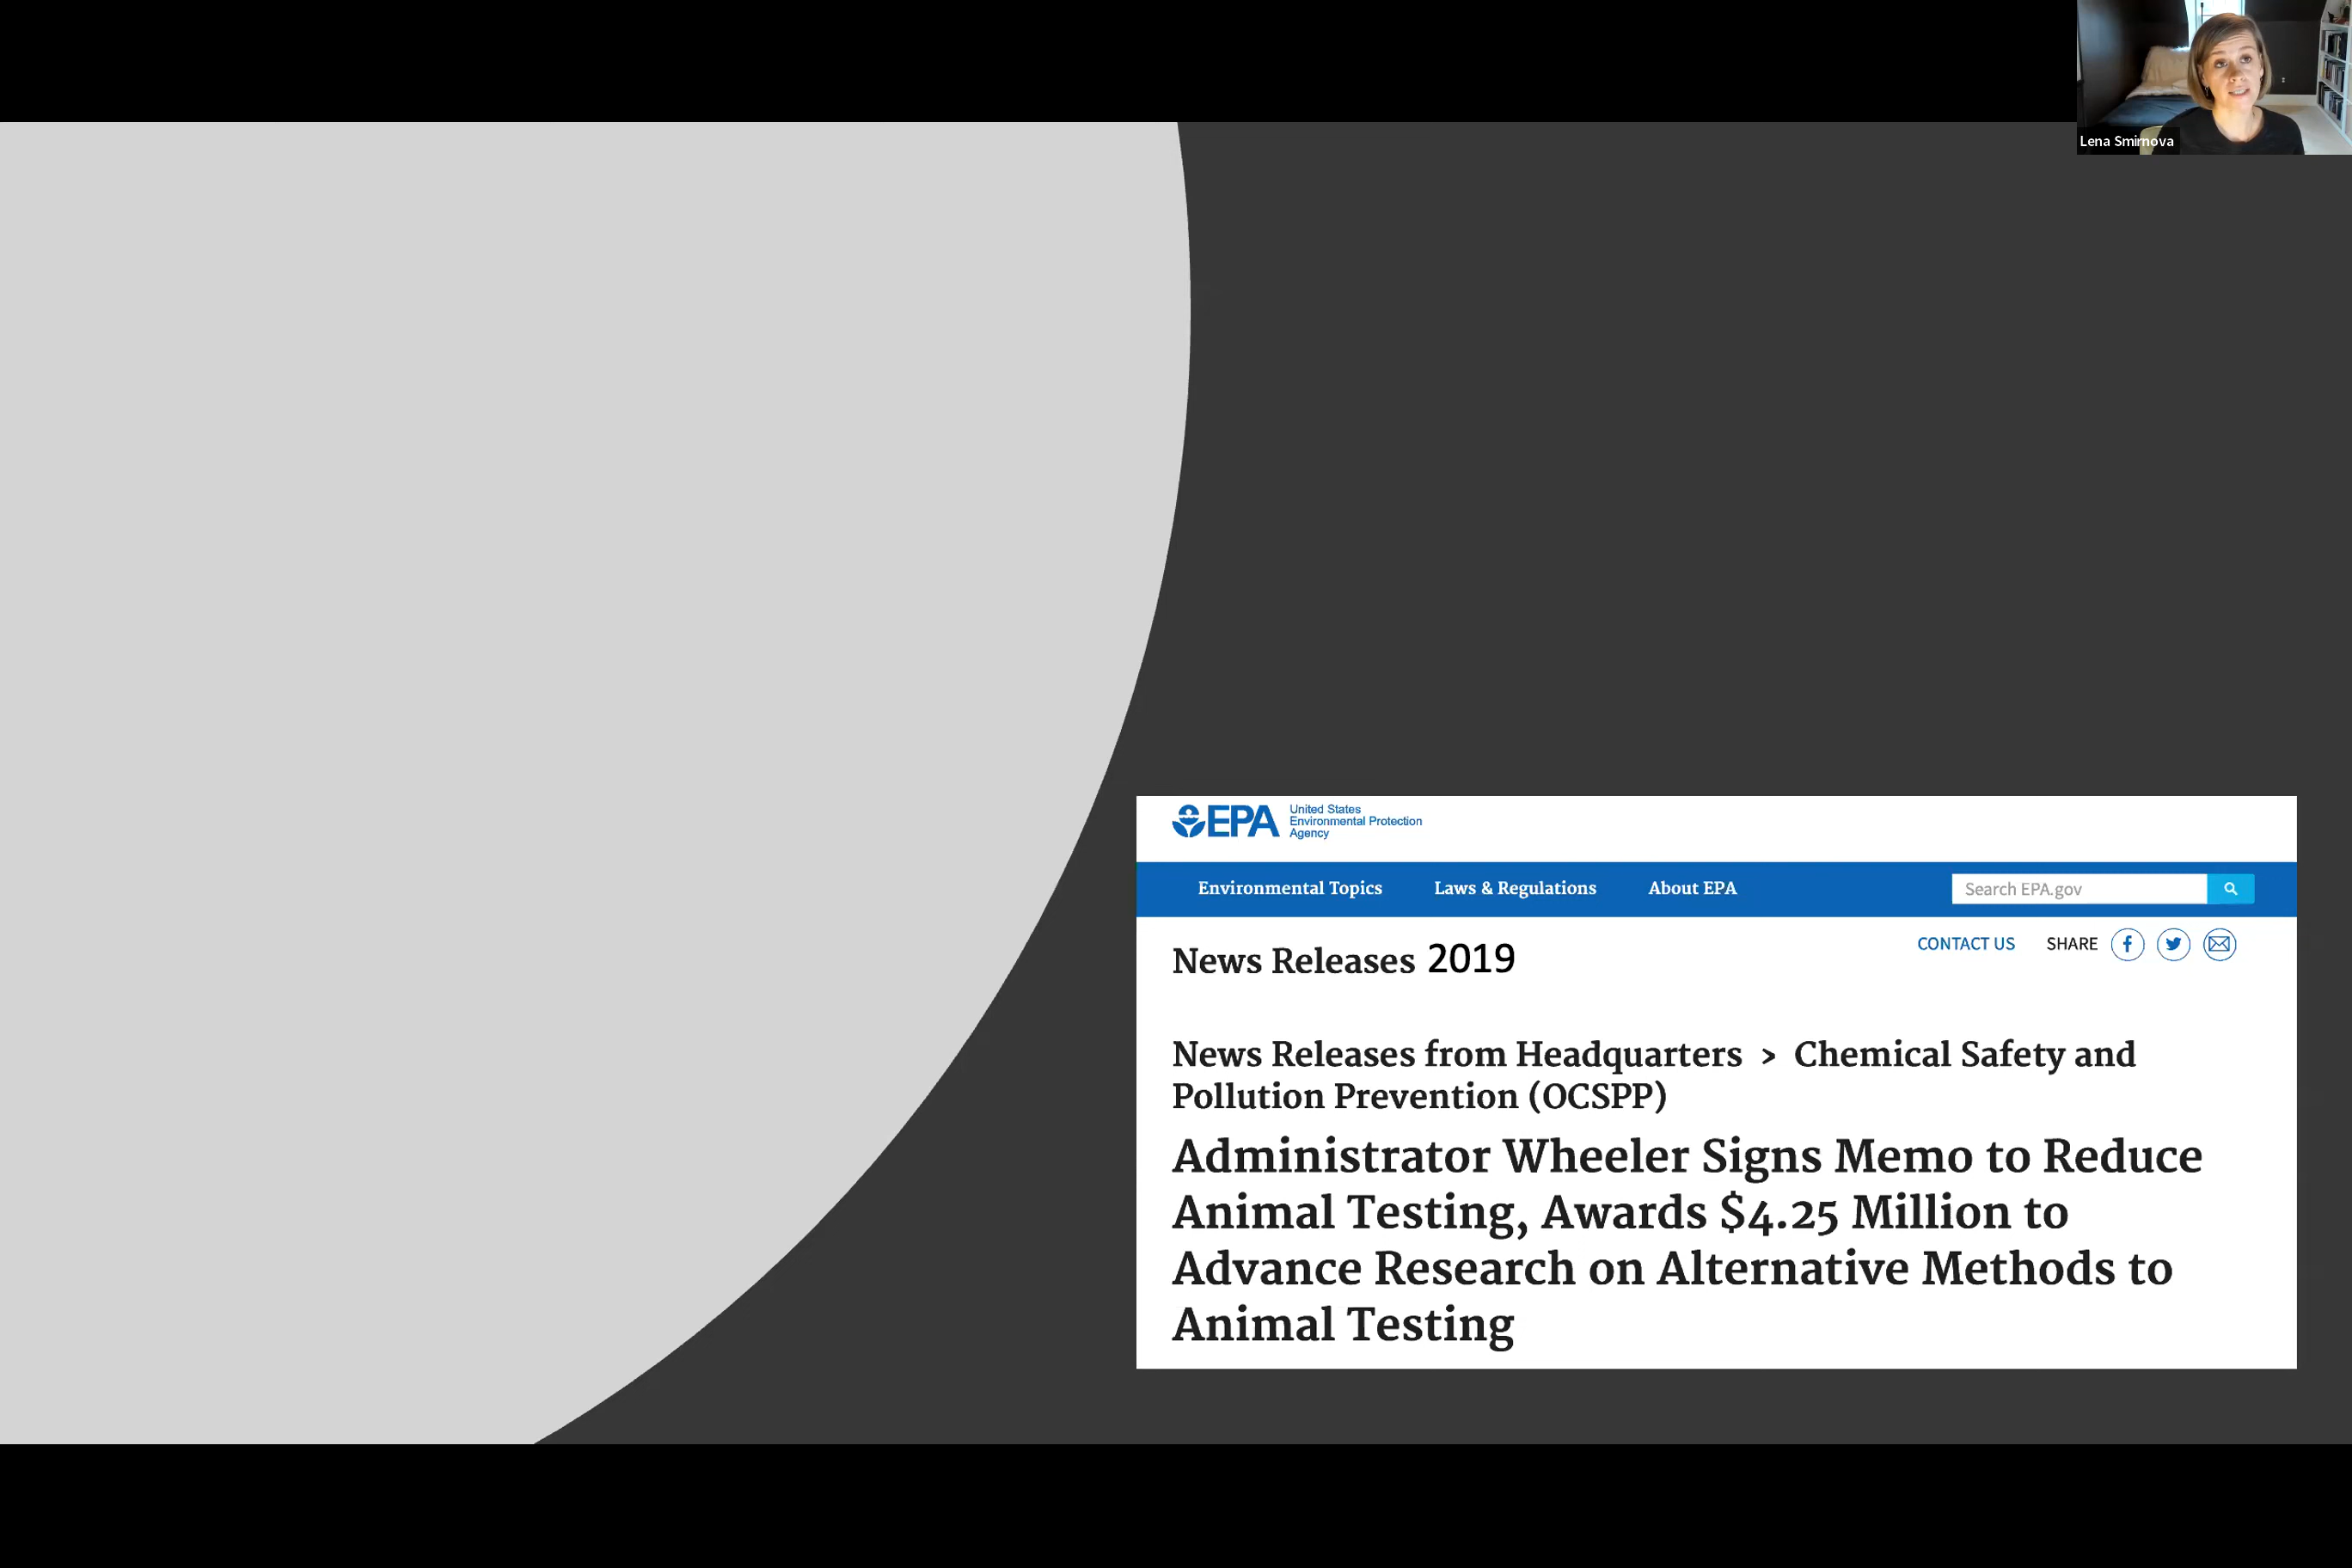 Lena Smirnova
EPA
United States
Environmental Protection
Agency
Environmental Topics Laws & Regulations About EPA Search EPA.gov
News Releases 2019 CONTACT US SHARE
News Releases from Headquarters > Chemical Safety and
Pollution Prevention (OCSPP)
Administrator Wheeler Signs Memo to Reduce
Animal Testing, Awards $4.25 Million to
Advance Research on Alternative Methods to
Animal Testing